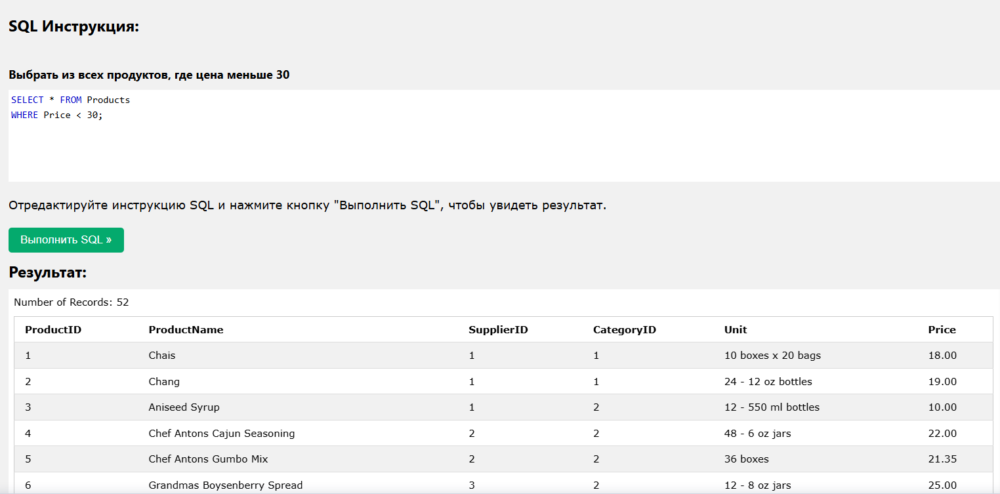 SQL Инструкция:
Выбрать из всех продуктов, где цена меньше 30
SELECT * FROM Products
WHERE Price < 30;
Отредактируйте инструкцию SQL и нажмите кнопку "Выполнить SQL", чтобы увидеть результат.
Выполнить SQL »
Результат:
Number of Records: 52
ProductID ProductName SupplierID CategoryID Unit Price
1 Chais 1 1 10 boxes x 20 bags 18.00
2 Chang 1 1 24 - 12 oz bottles 19.00
3 Aniseed Syrup 1 2 12 - 550 ml bottles 10.00
4 Chef Antons Cajun Seasoning 2 2 48 - 6 oz jars 22.00
5 Chef Antons Gumbo Mix 2 2 36 boxes 21.35
6 Grandmas Boysenberry Spread 3 2 12 - 8 oz jars 25.00